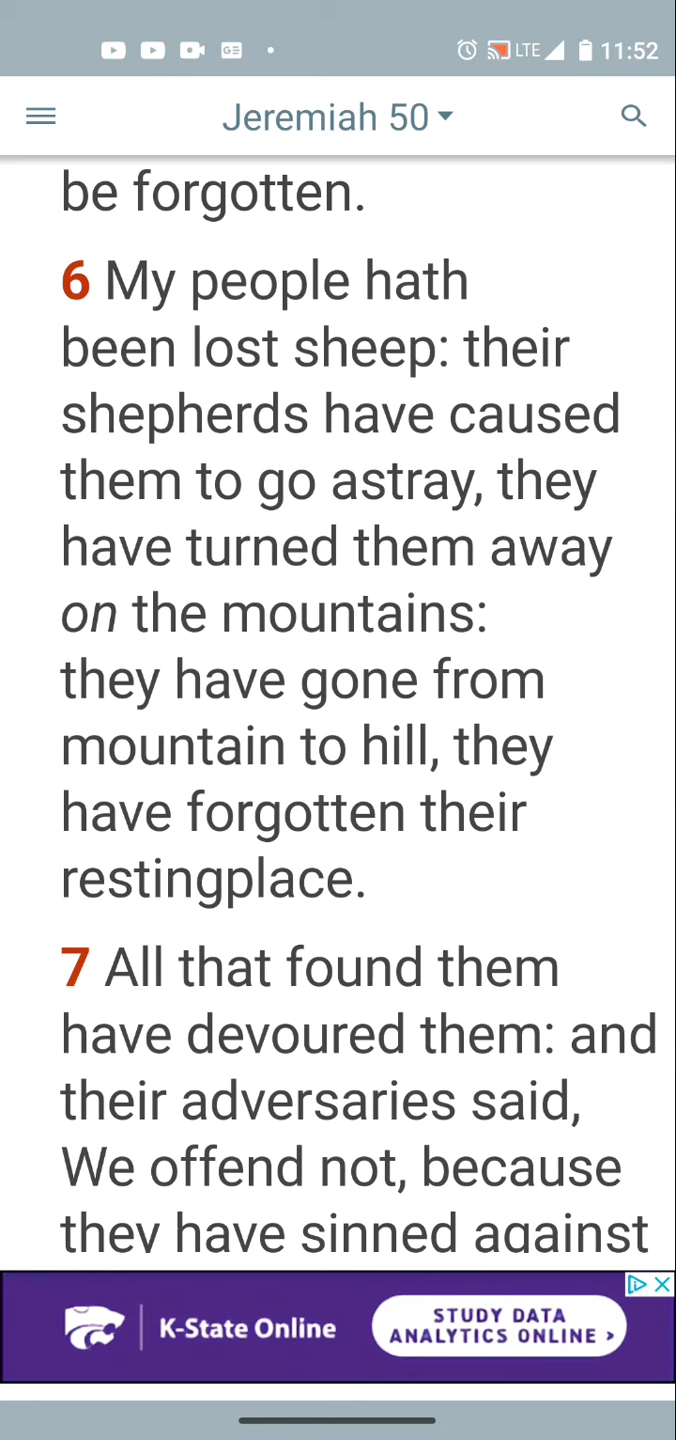 LTE 11:52
Jeremiah 50
be forgotten.
6 My people hath
been lost sheep: their
shepherds have caused
them to go astray, they
have turned them away
on the mountains:
they have gone from
mountain to hill, they
have forgotten their
restingplace.
7 All that found them
have devoured them: and
their adversaries said,
We offend not, because
they have sinned against
K-State Online
STUDY DATA
ANALYTICS ONLINE >